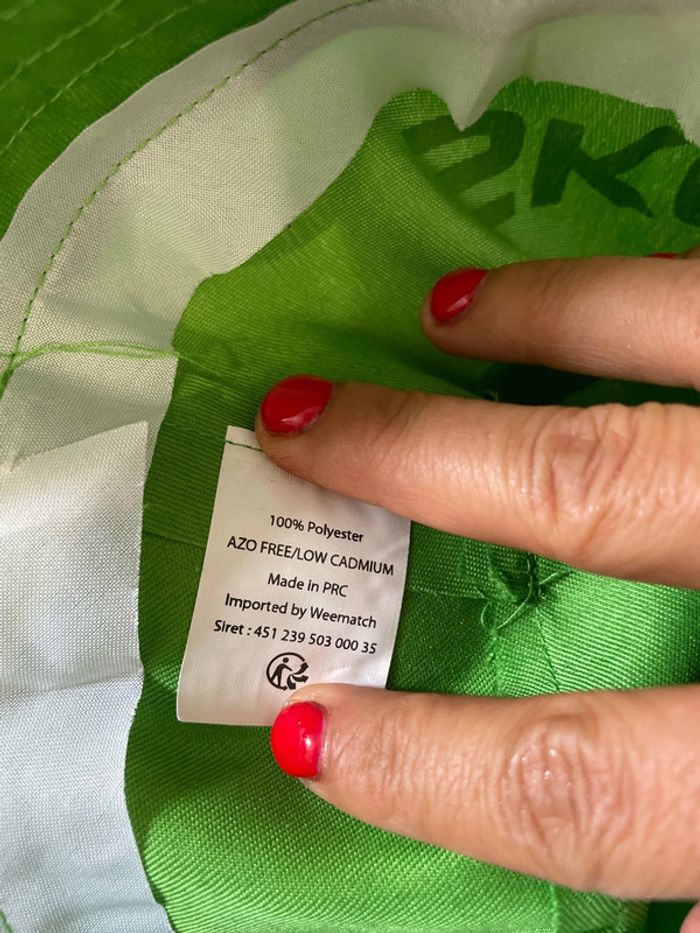 100% Polyester
AZO FREE/LOW CADMIUM
Made in PRC
Imported by Weematch
Siret : 451 239 503 000 35